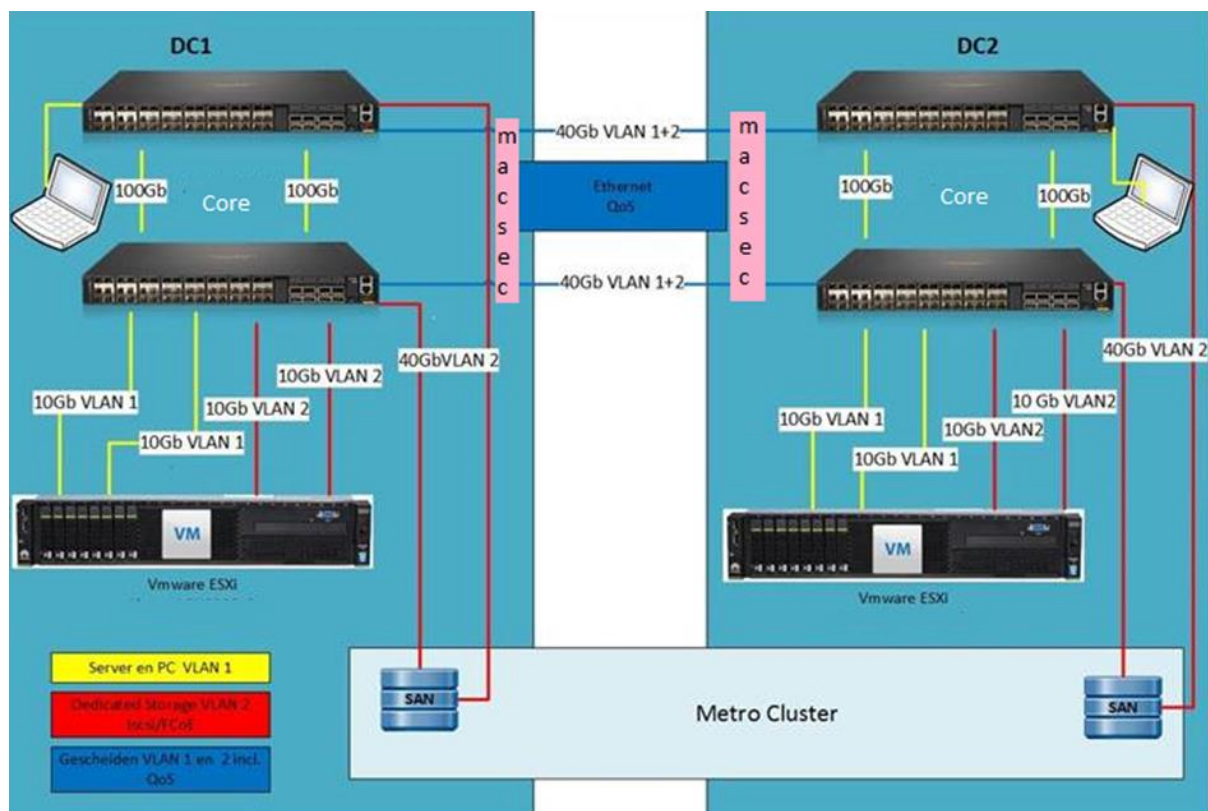 DC1
DC2
40Gb VLAN 1+2
macsec
macsec
Ethernet
QoS
100Gb
Core
100Gb
100Gb
Core
100Gb
40Gb VLAN 1+2
40GbVLAN 2
10Gb VLAN 2
10Gb VLAN 1
10Gb VLAN 2
10Gb VLAN 1
40Gb VLAN 2
10 Gb VLAN2
10Gb VLAN 1
10Gb VLAN2
10Gb VLAN 1
VM
Vmware ESXi
VM
Vmware ESXi
Server en PC VLAN 1
Dedicated Storage VLAN 2
Iscsi/FCoE
Gescheiden VLAN 1 en 2 incl.
QoS
SAN
Metro Cluster
SAN